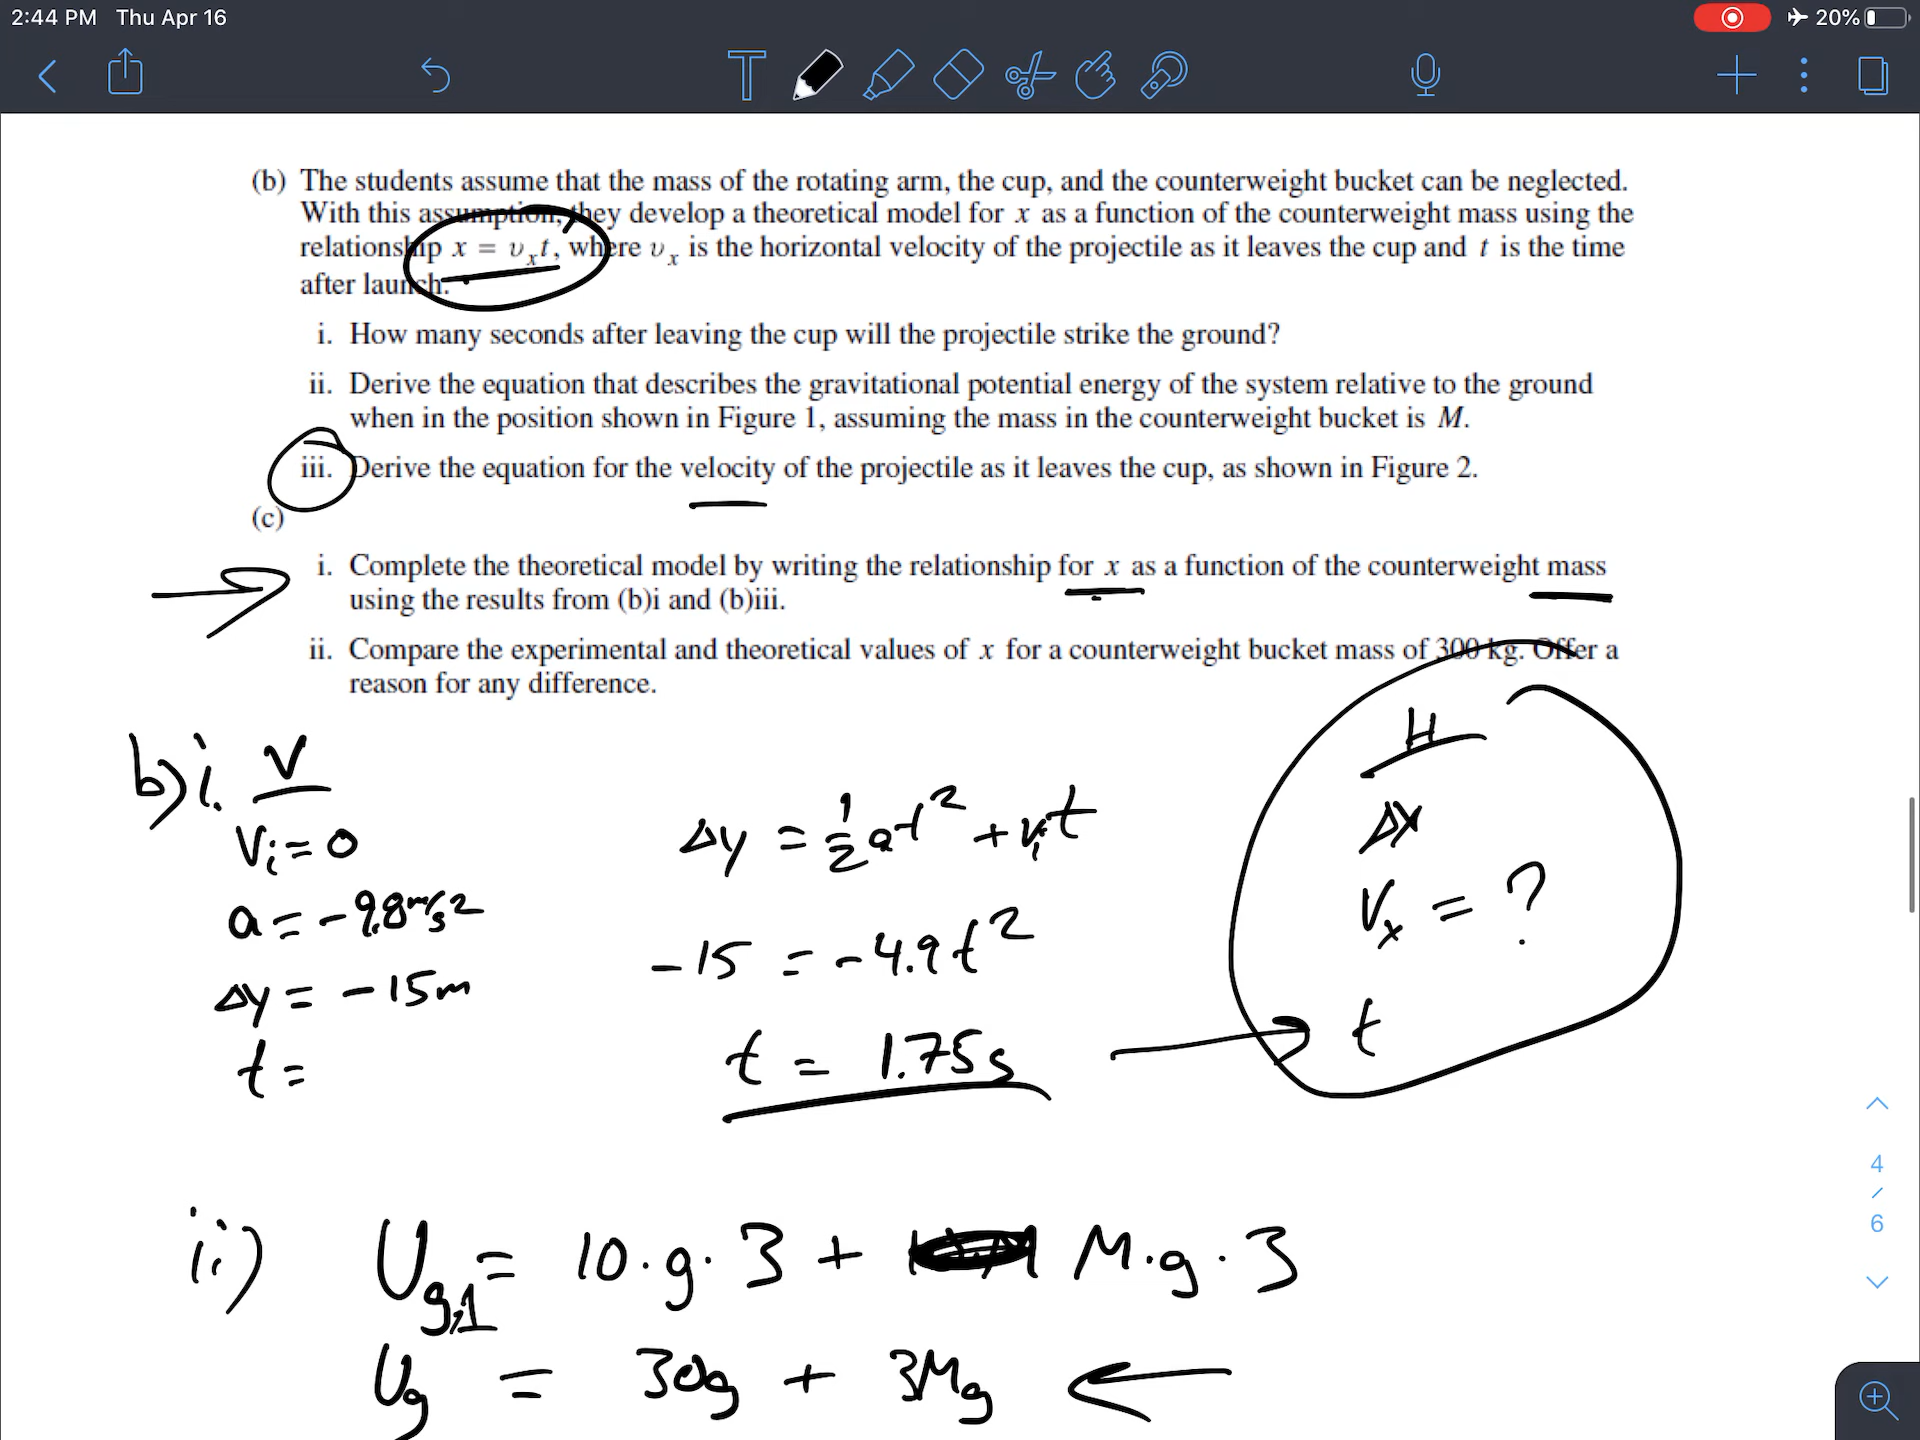 2:44 PM Thu Apr 16
20%
T
(b) The students assume that the mass of the rotating arm, the cup, and the counterweight bucket can be neglected.
With this assumption, they develop a theoretical model for x as a function of the counterweight mass using the
relationship x = υₓt, where υₓ is the horizontal velocity of the projectile as it leaves the cup and t is the time
after launch.
i. How many seconds after leaving the cup will the projectile strike the ground?
ii. Derive the equation that describes the gravitational potential energy of the system relative to the ground
when in the position shown in Figure 1, assuming the mass in the counterweight bucket is M.
iii. Derive the equation for the velocity of the projectile as it leaves the cup, as shown in Figure 2.
(c)
i. Complete the theoretical model by writing the relationship for x as a function of the counterweight mass
using the results from (b)i and (b)iii.
ii. Compare the experimental and theoretical values of x for a counterweight bucket mass of 300 kg. Offer a
reason for any difference.
b)i. V
Vi = 0
a = -9.8 m/s2
Δy = -15m
t =
Δy = 1/2 at² + vit
-15 = -4.9t²
t = 1.75s
H
Δx
Vx = ?
t
ii) Ug,1 = 10·g·3 + M·g·3
Ug = 30g + 3Mg
4
/
6